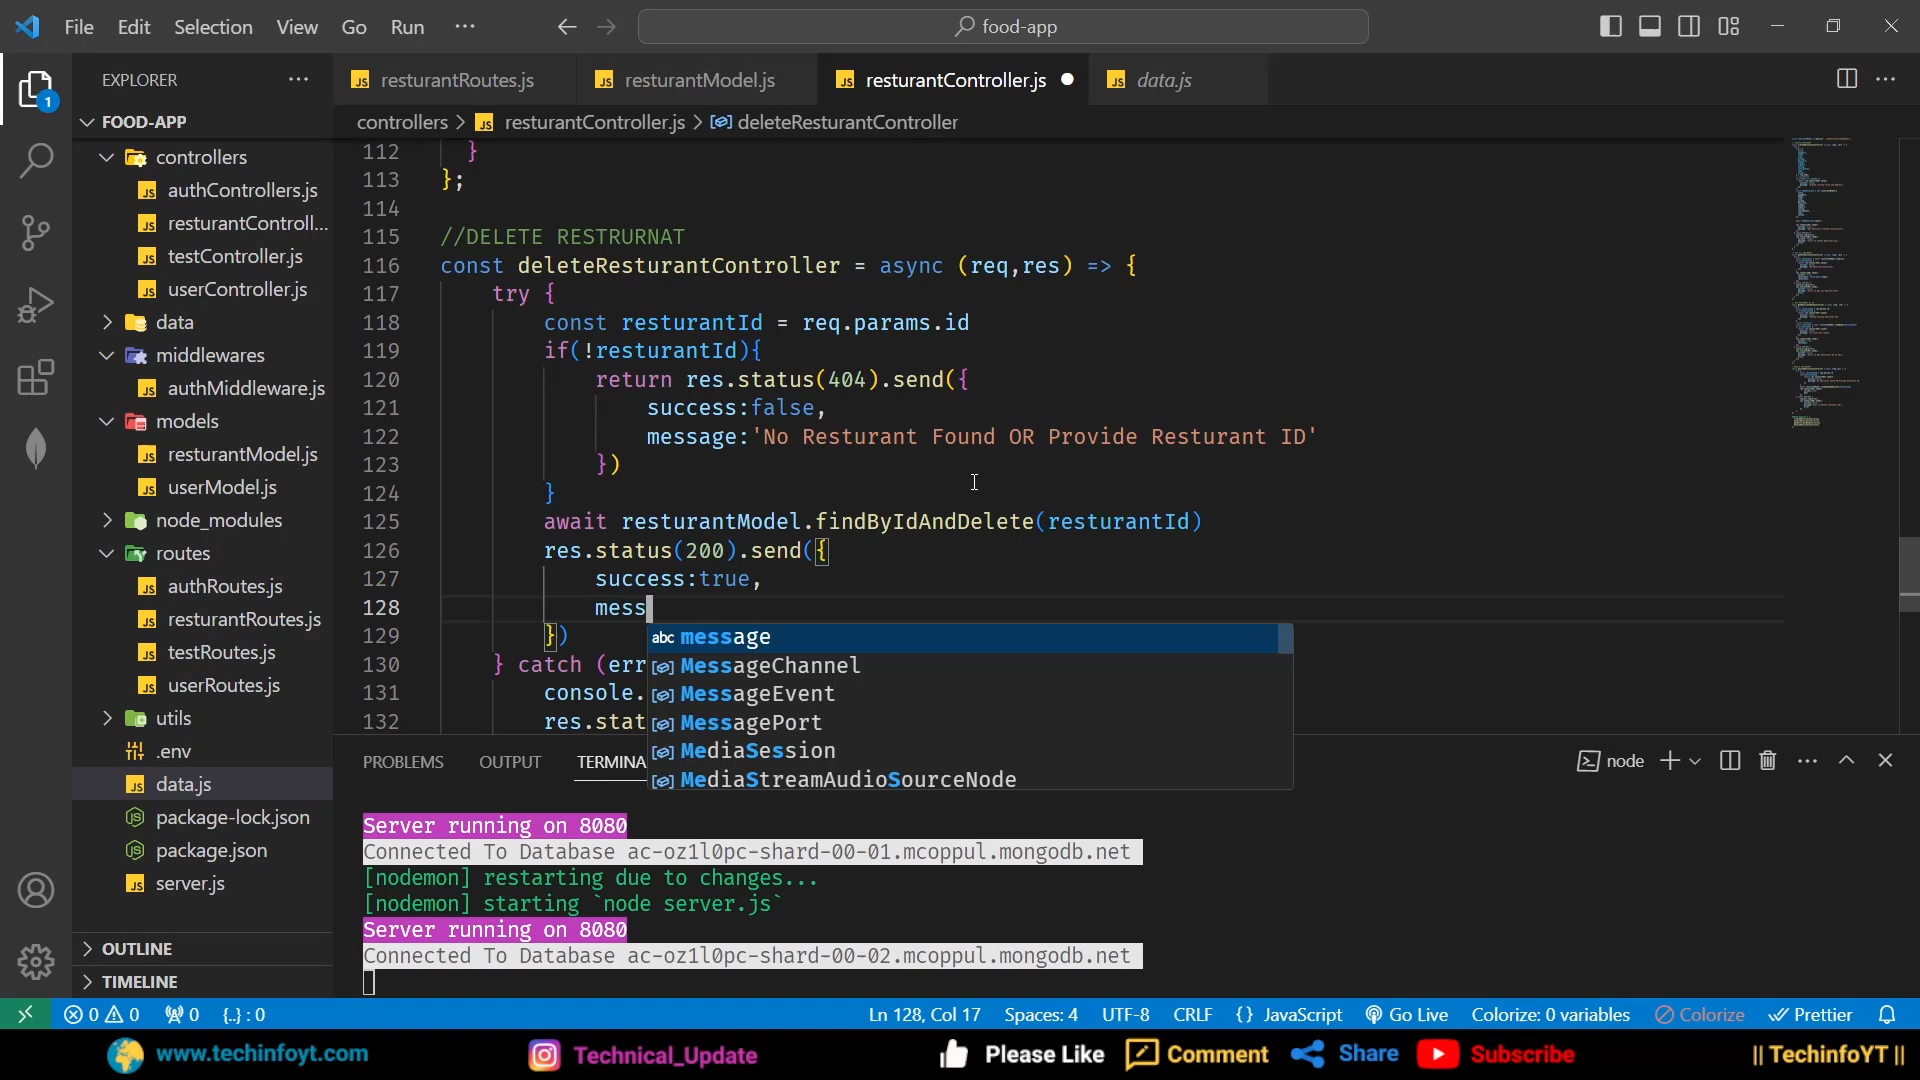 File Edit Selection View Go Run ··· food-app
EXPLORER ···
resturantRoutes.js resturantModel.js resturantController.js data.js
FOOD-APP
controllers > resturantController.js > deleteResturantController
controllers
authControllers.js
resturantControll...
testController.js
userController.js
data
middlewares
authMiddleware.js
models
resturantModel.js
userModel.js
node_modules
routes
authRoutes.js
resturantRoutes.js
testRoutes.js
userRoutes.js
utils
.env
data.js
package-lock.json
package.json
server.js
OUTLINE
TIMELINE
1
112 }
113 };
114
115 //DELETE RESTRURNAT
116 const deleteResturantController = async (req,res) => {
117 try {
118 const resturantId = req.params.id
119 if(!resturantId){
120 return res.status(404).send({
121 success:false,
122 message:'No Resturant Found OR Provide Resturant ID'
123 })
124 }
125 await resturantModel.findByIdAndDelete(resturantId)
126 res.status(200).send({
127 success:true,
128 mess
129 })
130 } catch (err
131 console.
132 res.stat
abc message
MessageChannel
MessageEvent
MessagePort
MediaSession
MediaStreamAudioSourceNode
PROBLEMS OUTPUT TERMINA node
Server running on 8080
Connected To Database ac-oz1l0pc-shard-00-01.mcoppul.mongodb.net
[nodemon] restarting due to changes...
[nodemon] starting `node server.js`
Server running on 8080
Connected To Database ac-oz1l0pc-shard-00-02.mcoppul.mongodb.net
0 0 0 {..} : 0 Ln 128, Col 17 Spaces: 4 UTF-8 CRLF {} JavaScript Go Live Colorize: 0 variables Colorize Prettier
www.techinfoyt.com Technical_Update Please Like Comment Share Subscribe || TechinfoYT ||